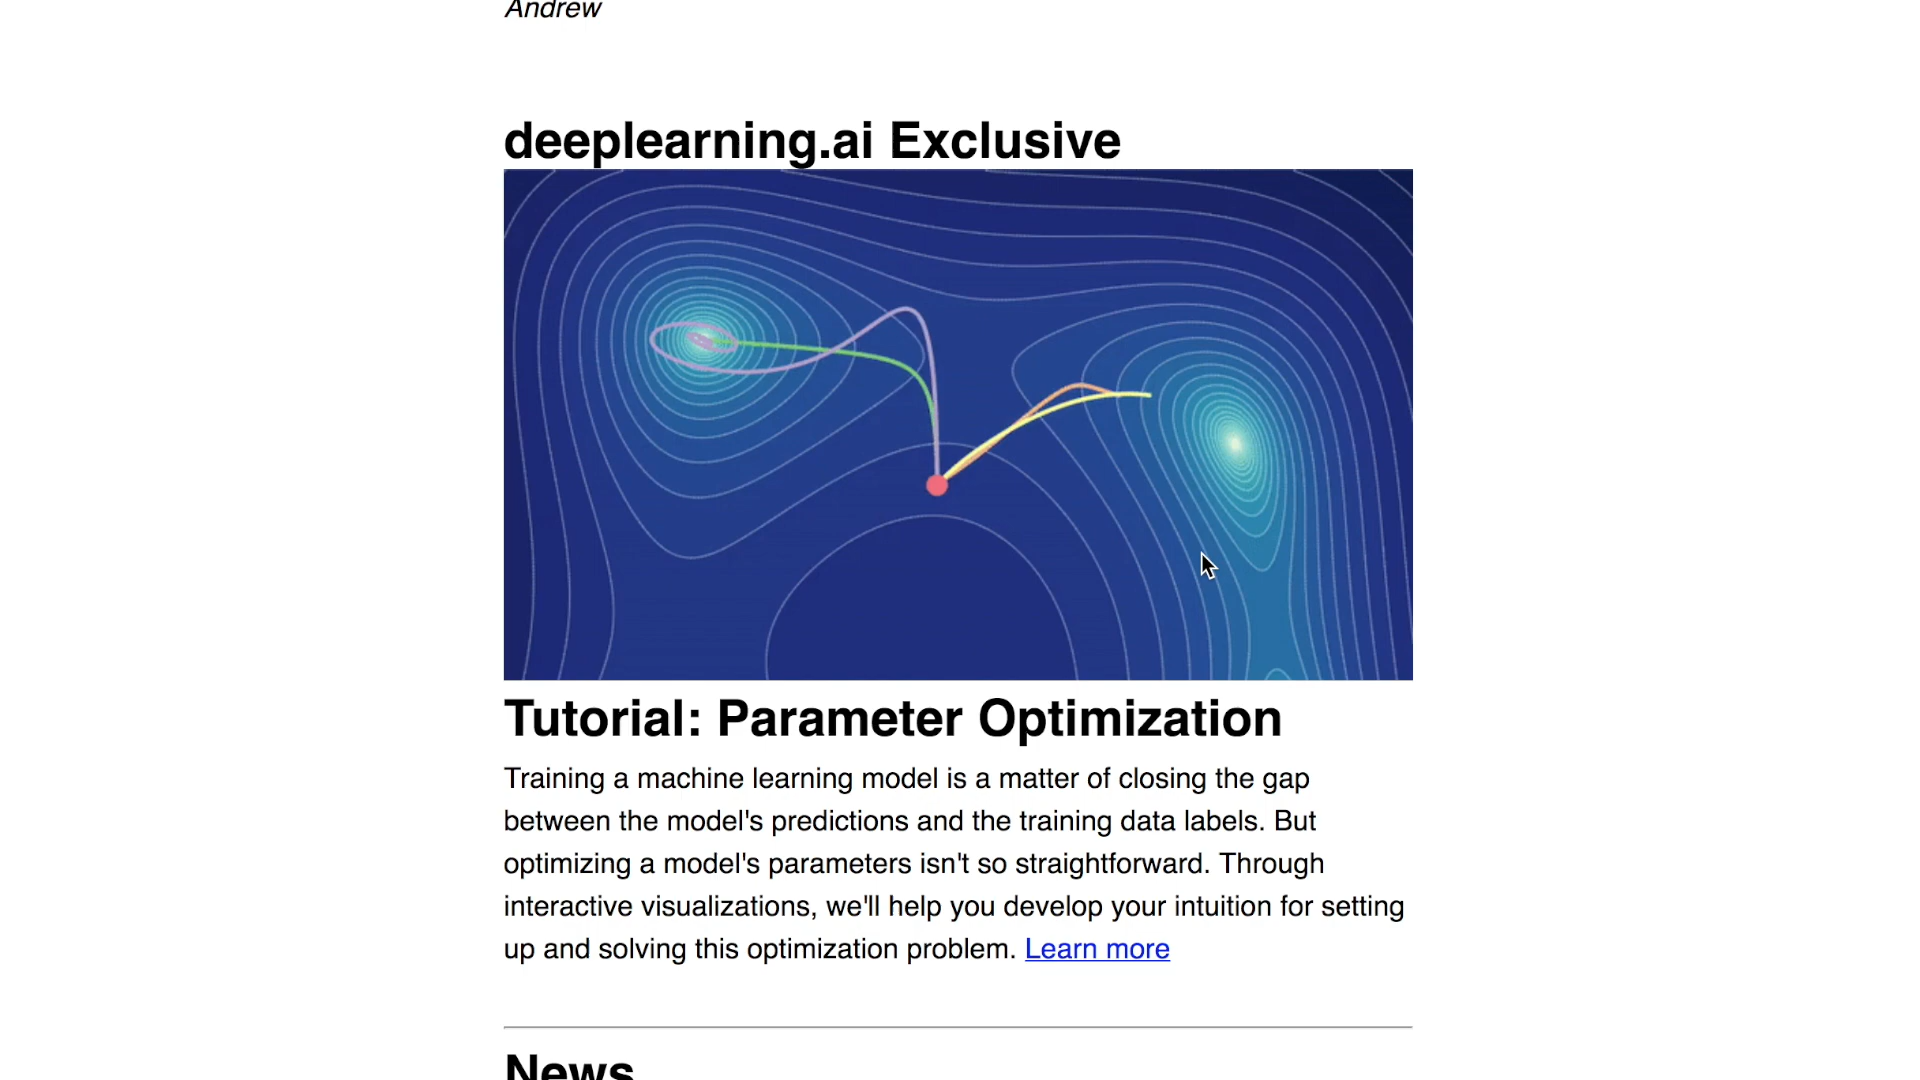 Andrew
deeplearning.ai Exclusive
Tutorial: Parameter Optimization
Training a machine learning model is a matter of closing the gap
between the model's predictions and the training data labels. But
optimizing a model's parameters isn't so straightforward. Through
interactive visualizations, we'll help you develop your intuition for setting
up and solving this optimization problem. Learn more
News